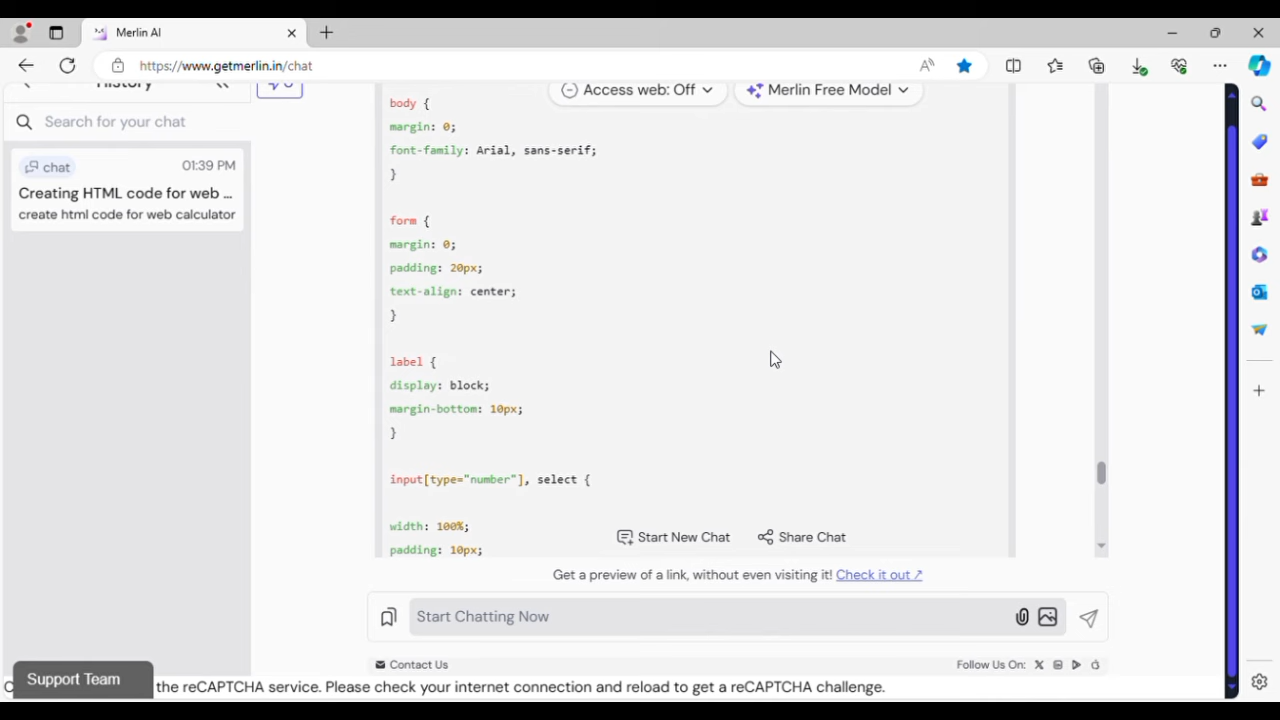 Merlin AI
https://www.getmerlin.in/chat
History
Search for your chat
chat 01:39 PM
Creating HTML code for web ...
create html code for web calculator
Access web: Off
Merlin Free Model
body {
margin: 0;
font-family: Arial, sans-serif;
}
form {
margin: 0;
padding: 20px;
text-align: center;
}
label {
display: block;
margin-bottom: 10px;
}
input[type="number"], select {
width: 100%;
padding: 10px;
Start New Chat
Share Chat
Get a preview of a link, without even visiting it! Check it out ↗
Start Chatting Now
Contact Us
Follow Us On:
Support Team
the reCAPTCHA service. Please check your internet connection and reload to get a reCAPTCHA challenge.